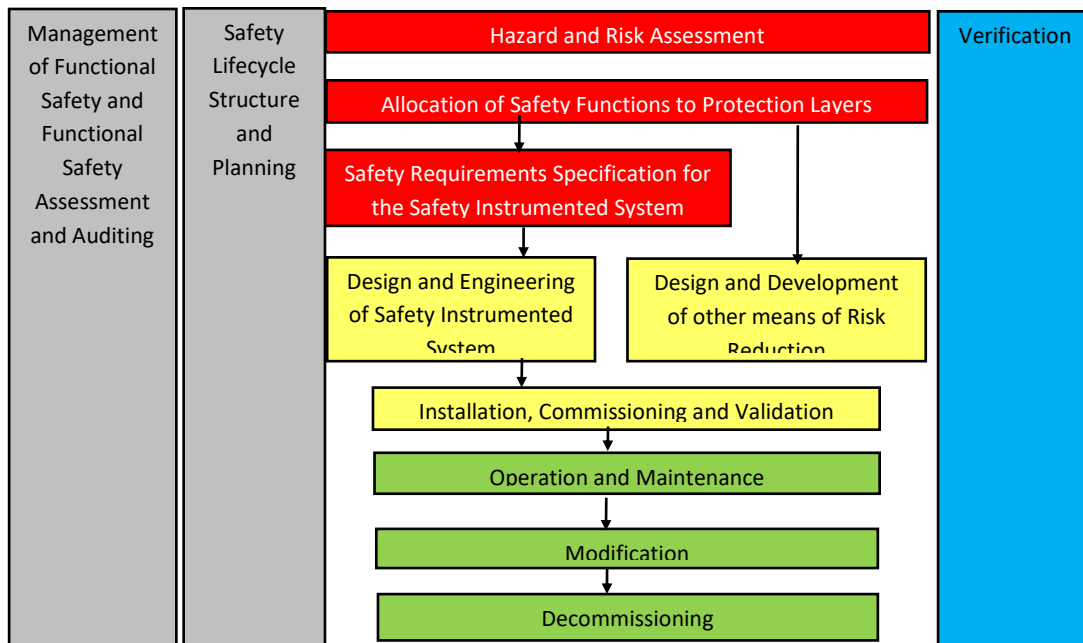 Management
of Functional
Safety and
Functional
Safety
Assessment
and Auditing
Safety
Lifecycle
Structure
and
Planning
Hazard and Risk Assessment
Allocation of Safety Functions to Protection Layers
Safety Requirements Specification for
the Safety Instrumented System
Design and Engineering
of Safety Instrumented
System
Design and Development
of other means of Risk
Reduction
Installation, Commissioning and Validation
Operation and Maintenance
Modification
Decommissioning
Verification